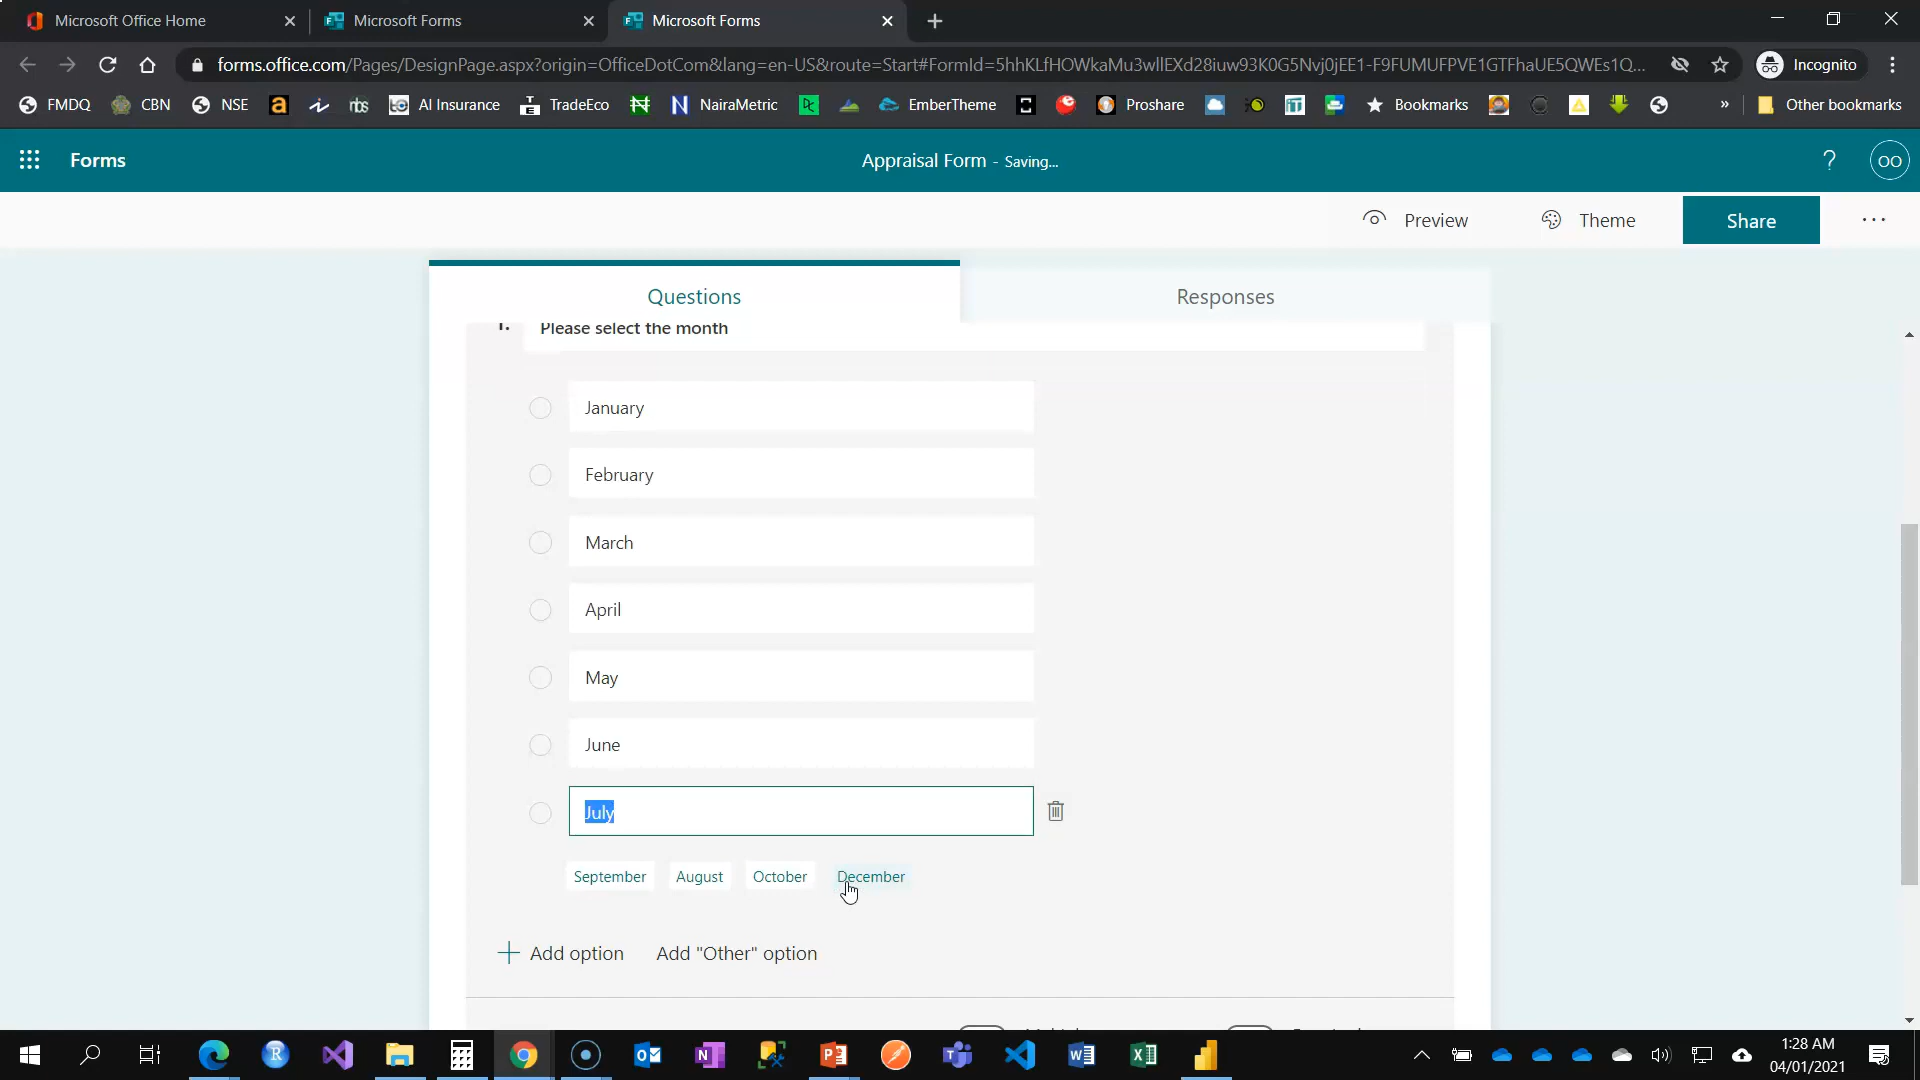 Microsoft Office Home
Microsoft Forms
Microsoft Forms
forms.office.com/Pages/DesignPage.aspx?origin=OfficeDotCom&lang=en-US&route=Start#FormId=5hhKLfHOWkaMu3wllEXd28iuw93K0G5Nvj0jEE1-F9FUMUFPVE1GTFhaUE5QWEs1Q...
Incognito
FMDQ
CBN
NSE
AI Insurance
TradeEco
NairaMetric
EmberTheme
Proshare
Bookmarks
»
Other bookmarks
Forms
Appraisal Form - Saving...
?
OO
Preview
Theme
Share
...
Questions
Responses
1. Please select the month
January
February
March
April
May
June
July
September
August
October
December
Add option
Add "Other" option
1:28 AM
04/01/2021